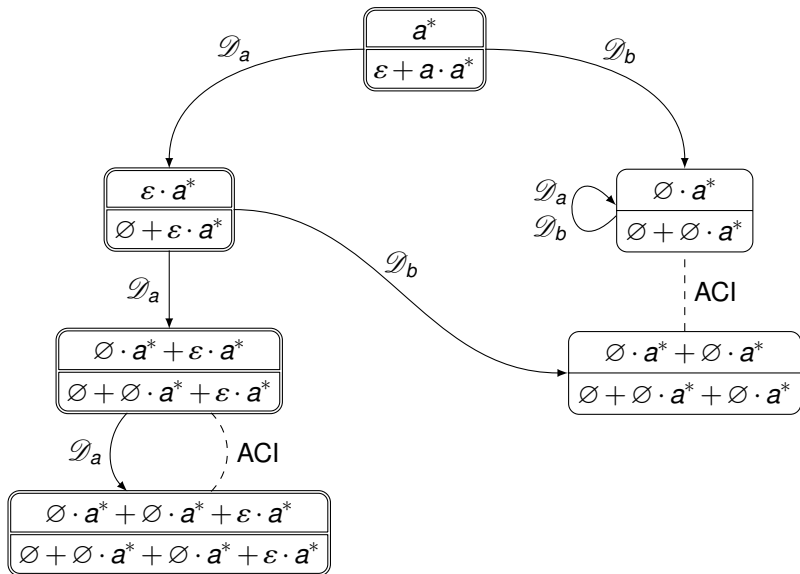 𝒟a
a*
𝒟b
ε + a · a*
ε · a*
∅ + ε · a*
𝒟a
𝒟b
∅ · a*
∅ + ∅ · a*
𝒟a
𝒟b
ACI
∅ · a* + ε · a*
∅ + ∅ · a* + ε · a*
∅ · a* + ∅ · a*
∅ + ∅ · a* + ∅ · a*
𝒟a
ACI
∅ · a* + ∅ · a* + ε · a*
∅ + ∅ · a* + ∅ · a* + ε · a*